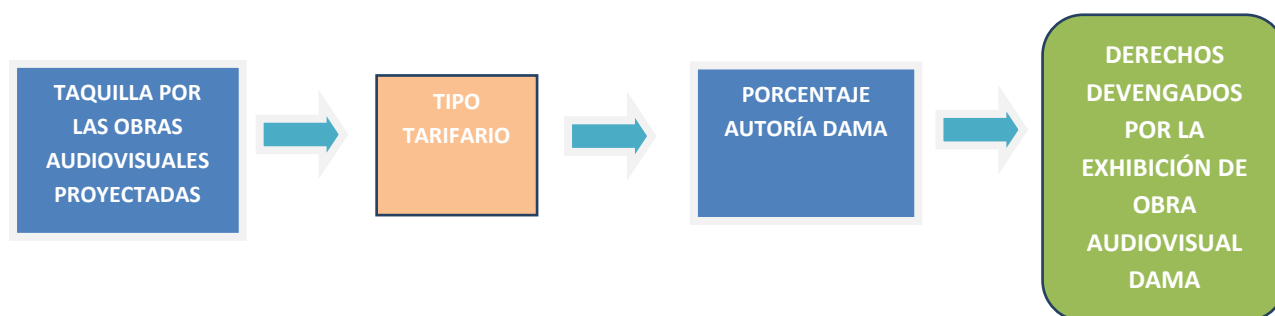 TAQUILLA POR
LAS OBRAS
AUDIOVISUALES
PROYECTADAS
TIPO
TARIFARIO
PORCENTAJE
AUTORÍA DAMA
DERECHOS
DEVENGADOS
POR LA
EXHIBICIÓN DE
OBRA
AUDIOVISUAL
DAMA